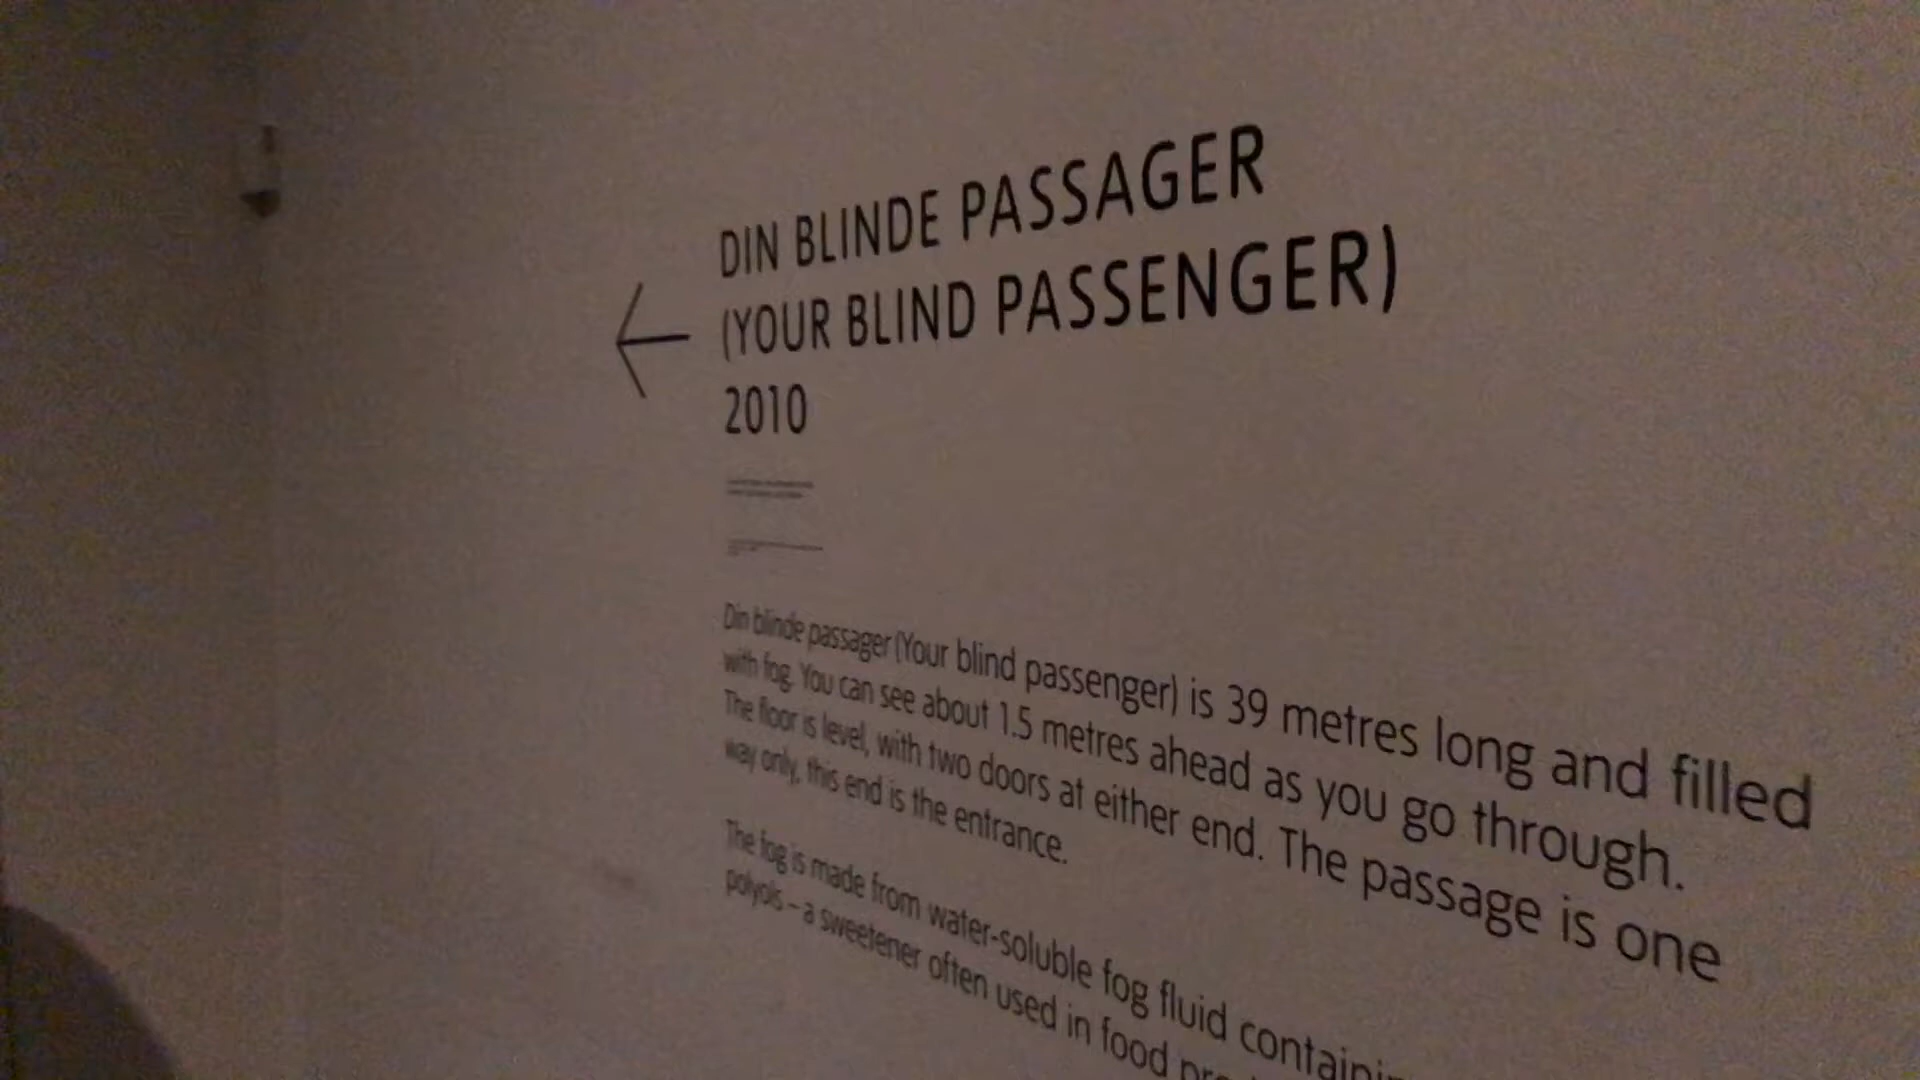 DIN BLINDE PASSAGER
(YOUR BLIND PASSENGER)
2010
Din blinde passager (Your blind passenger) is 39 metres long and filled
with fog. You can see about 1.5 metres ahead as you go through.
The floor is level, with two doors at either end. The passage is one
way only, this end is the entrance.
The fog is made from water-soluble fog fluid
polyols – a sweetener often used in food